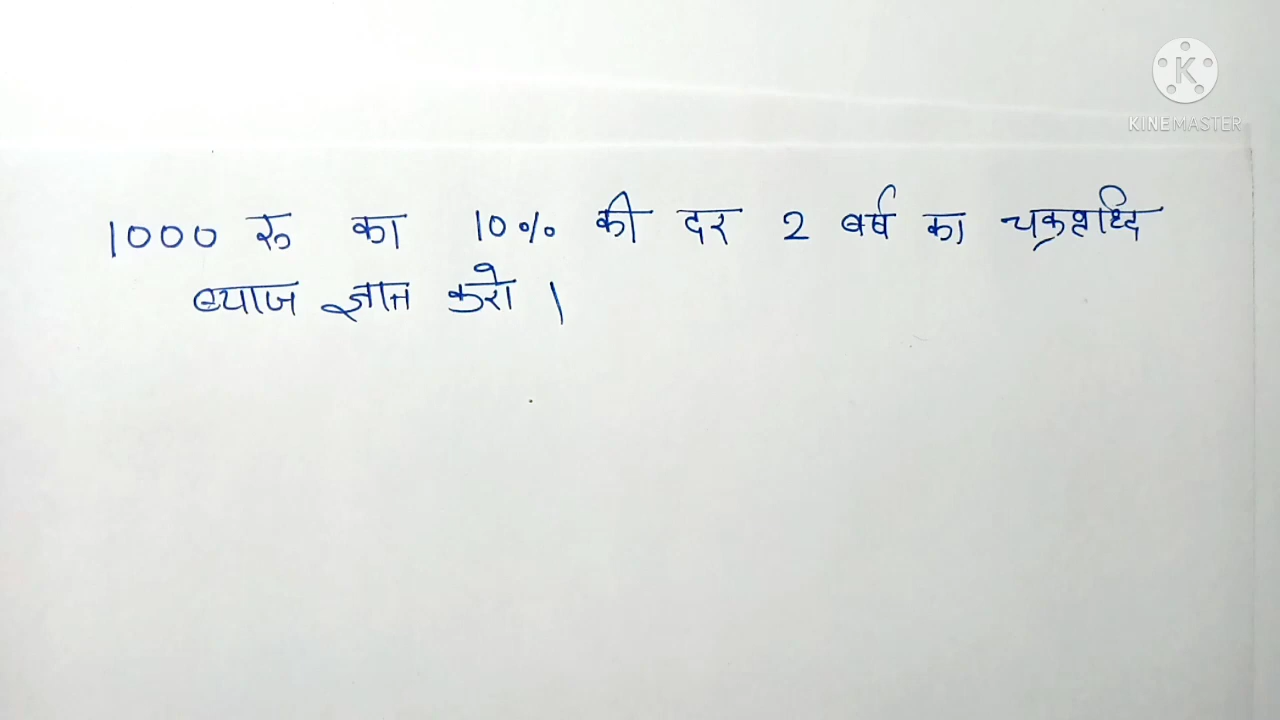 K
KINEMASTER
1000 रु का 10% की दर 2 वर्ष का चक्रवृध्दि
ब्याज ज्ञात करो ।